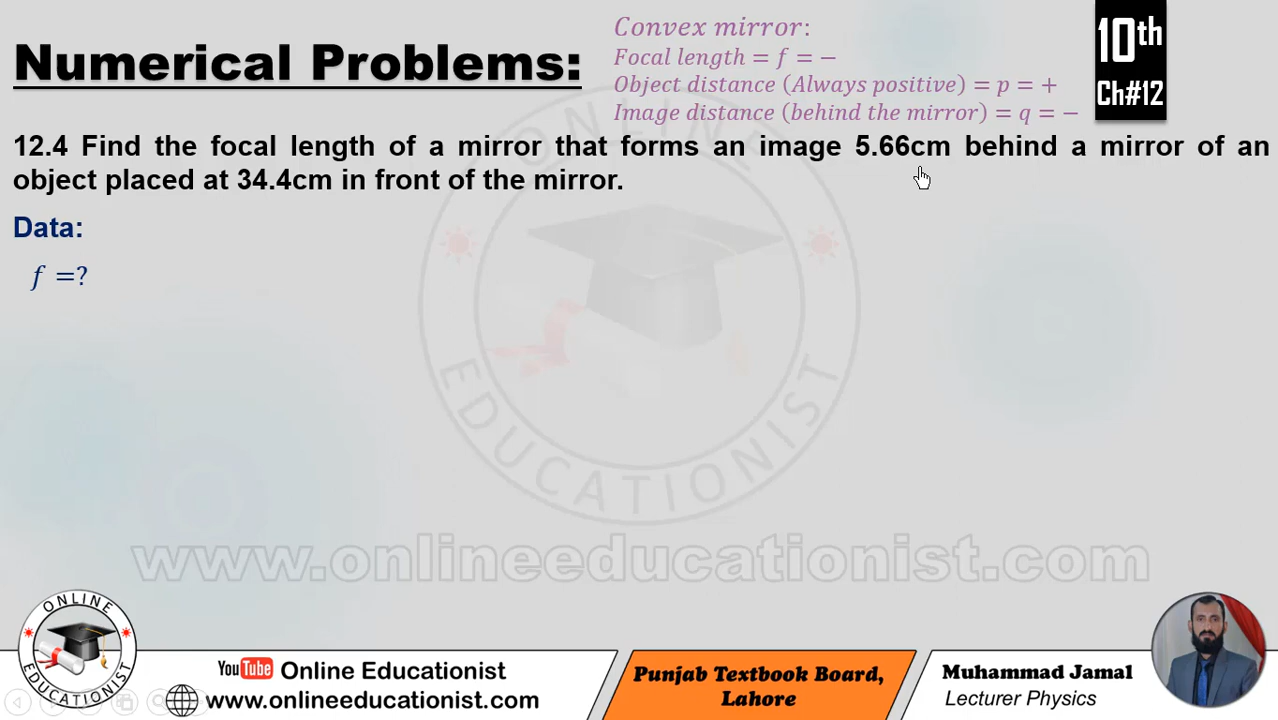 Numerical Problems:
Convex mirror:
Focal length = f = −
Object distance (Always positive) = p = +
Image distance (behind the mirror) = q = −
10th
Ch#12
12.4 Find the focal length of a mirror that forms an image 5.66cm behind a mirror of an
object placed at 34.4cm in front of the mirror.
Data:
f =?
ONLINE
EDUCATIONIST
www.onlineeducationist.com
ONLINE
EDUCATIONIST
YouTube Online Educationist
www.onlineeducationist.com
Punjab Textbook Board,
Lahore
Muhammad Jamal
Lecturer Physics